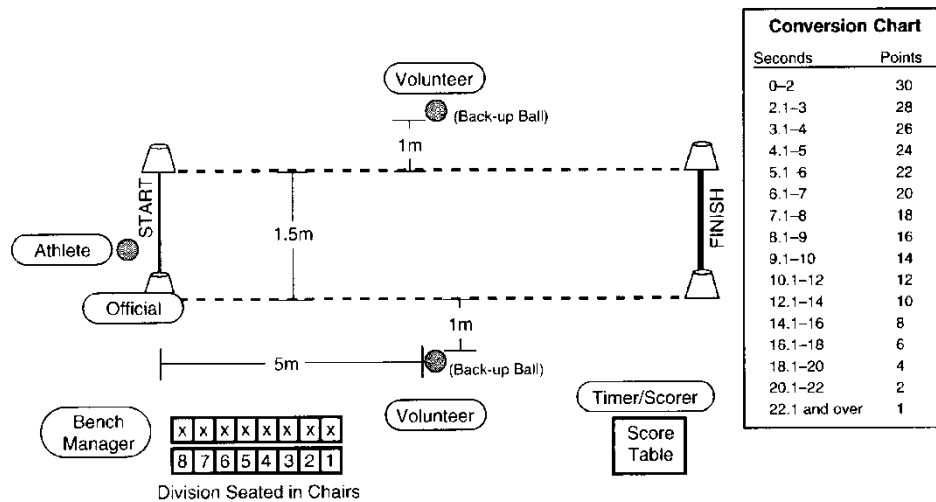 Volunteer
(Back-up Ball)
1m
START
1.5m
FINISH
Athlete
Official
1m
5m
(Back-up Ball)
Volunteer
Timer/Scorer
Bench
Manager
x x x x x x x x
8 7 6 5 4 3 2 1
Score
Table
Division Seated in Chairs
Conversion Chart
Seconds Points
0–2 30
2.1–3 28
3.1–4 26
4.1–5 24
5.1–6 22
6.1–7 20
7.1–8 18
8.1–9 16
9.1–10 14
10.1–12 12
12.1–14 10
14.1–16 8
16.1–18 6
18.1–20 4
20.1–22 2
22.1 and over 1